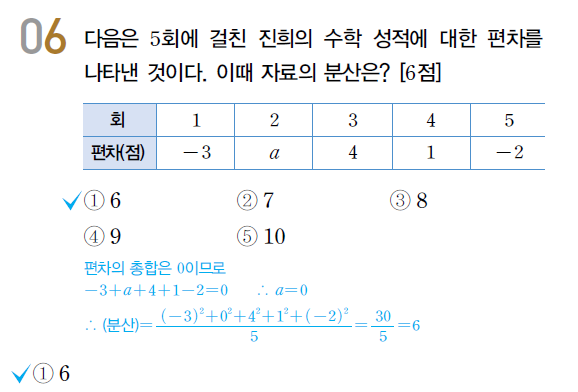 06 다음은 5회에 걸친 진희의 수학 성적에 대한 편차를
나타낸 것이다. 이때 자료의 분산은? [6점]
회 1 2 3 4 5
편차(점) −3 a 4 1 −2
① 6 ② 7 ③ 8
④ 9 ⑤ 10
편차의 총합은 0이므로
−3+a+4+1−2=0 ∴ a=0
∴ (분산)=\frac{(−3)²+0²+4²+1²+(−2)²}{5}=\frac{30}{5}=6
① 6